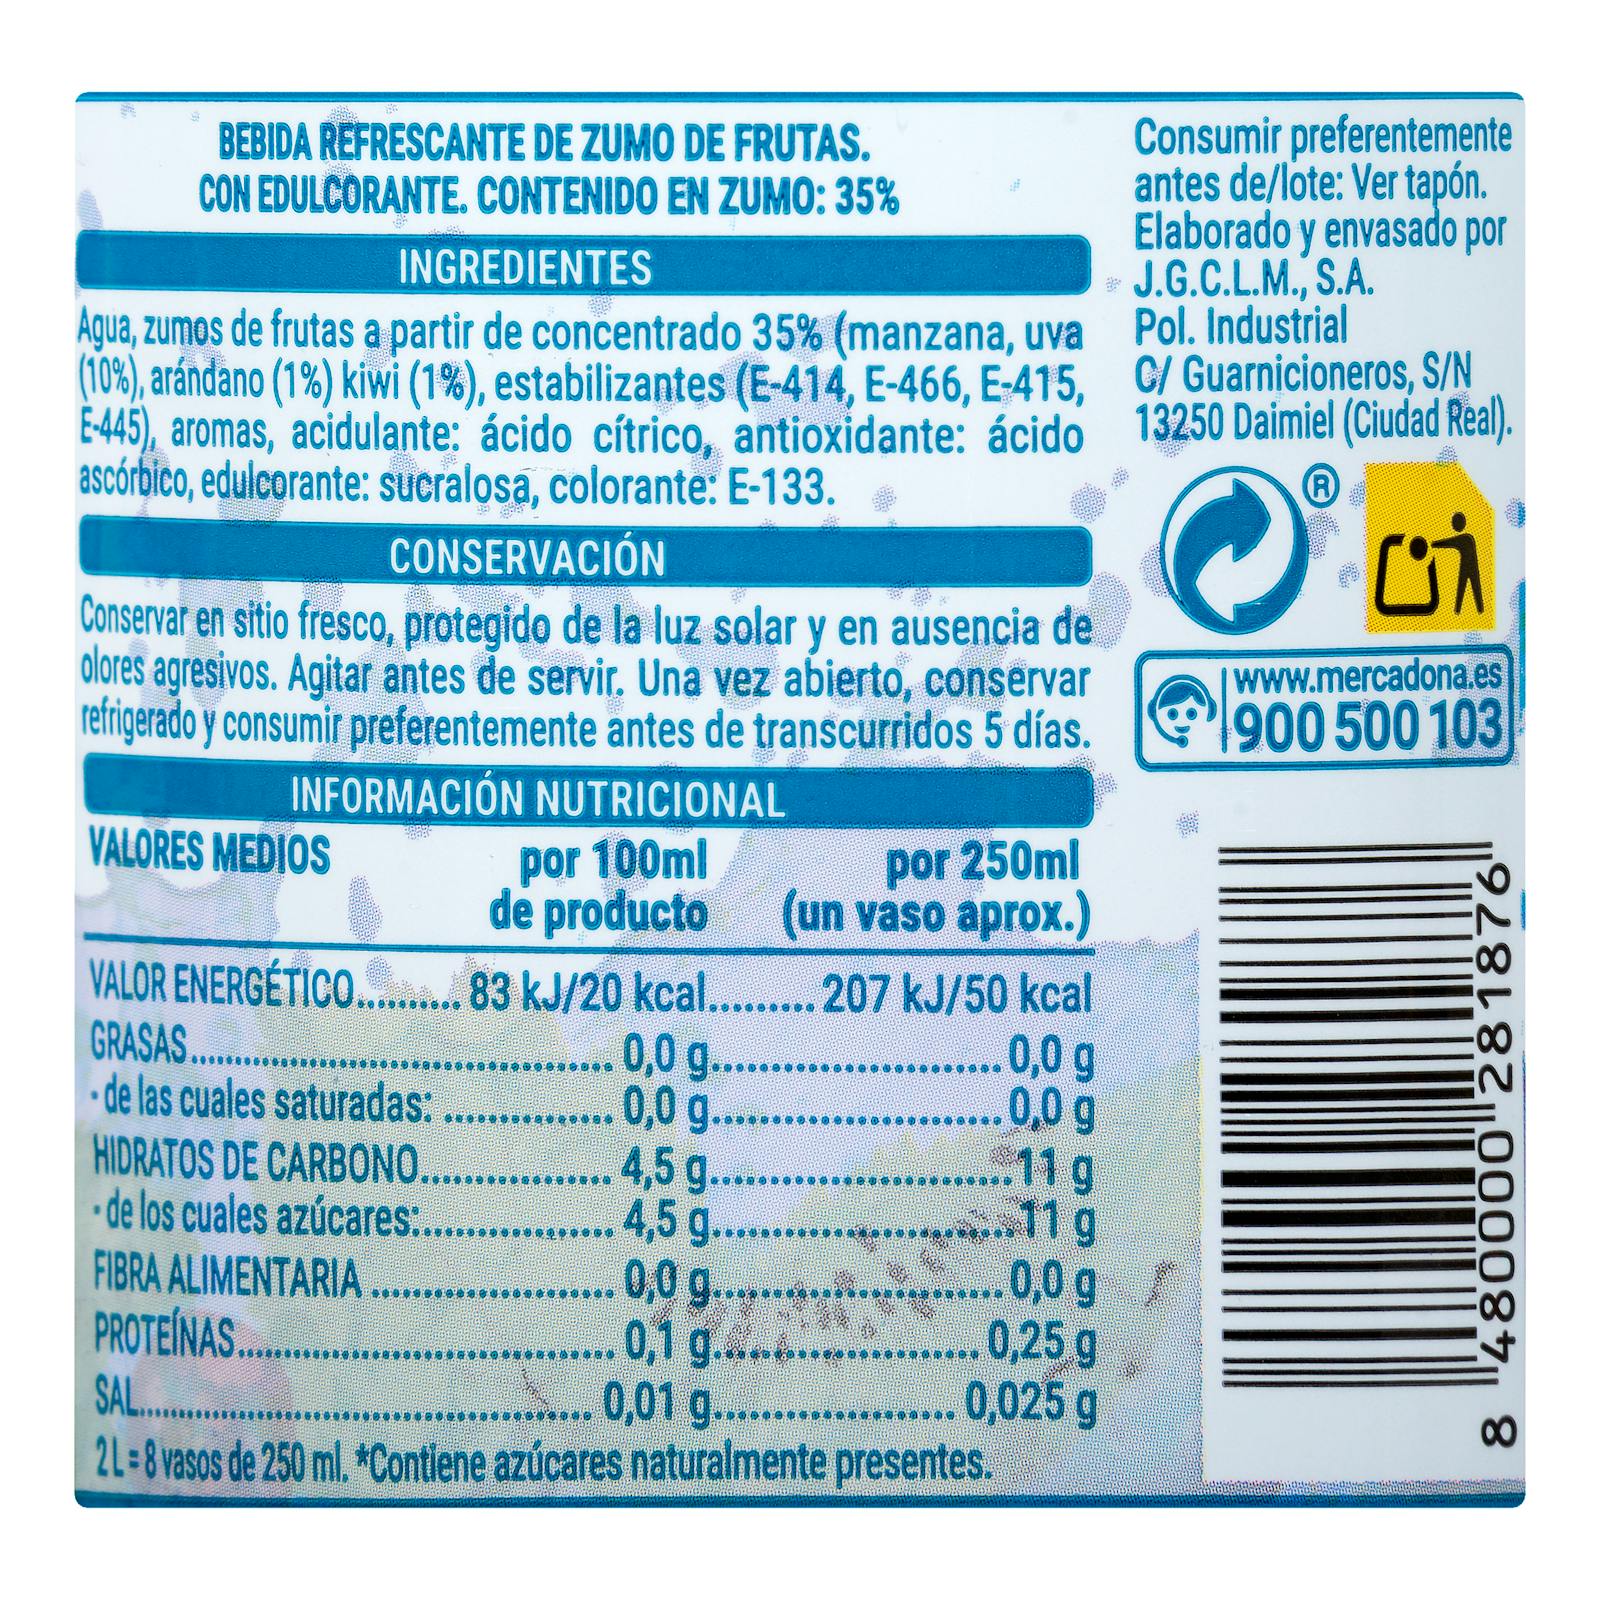 BEBIDA REFRESCANTE DE ZUMO DE FRUTAS.
CON EDULCORANTE. CONTENIDO EN ZUMO: 35%
INGREDIENTES
Agua, zumos de frutas a partir de concentrado 35% (manzana, uva
(10%), arándano (1%) kiwi (1%), estabilizantes (E-414, E-466, E-415,
E-445), aromas, acidulante: ácido cítrico, antioxidante: ácido
ascórbico, edulcorante: sucralosa, colorante: E-133.
CONSERVACIÓN
Conservar en sitio fresco, protegido de la luz solar y en ausencia de
olores agresivos. Agitar antes de servir. Una vez abierto, conservar
refrigerado y consumir preferentemente antes de transcurridos 5 días.
INFORMACIÓN NUTRICIONAL
VALORES MEDIOS por 100ml por 250ml
de producto (un vaso aprox.)
VALOR ENERGÉTICO.......... 83 kJ/20 kcal.......... 207 kJ/50 kcal
GRASAS.......... 0,0 g.......... 0,0 g
- de las cuales saturadas: .......... 0,0 g.......... 0,0 g
HIDRATOS DE CARBONO.......... 4,5 g.......... 11 g
- de los cuales azúcares:.......... 4,5 g.......... 11 g
FIBRA ALIMENTARIA .......... 0,0 g.......... 0,0 g
PROTEÍNAS.......... 0,1 g.......... 0,25 g
SAL.......... 0,01 g.......... 0,025 g
2 L = 8 vasos de 250 ml. *Contiene azúcares naturalmente presentes.
Consumir preferentemente
antes de/lote: Ver tapón.
Elaborado y envasado por
J.G.C.L.M., S.A.
Pol. Industrial
C/ Guarnicioneros, S/N
13250 Daimiel (Ciudad Real).
®
www.mercadona.es
900 500 103
8 480000 281876